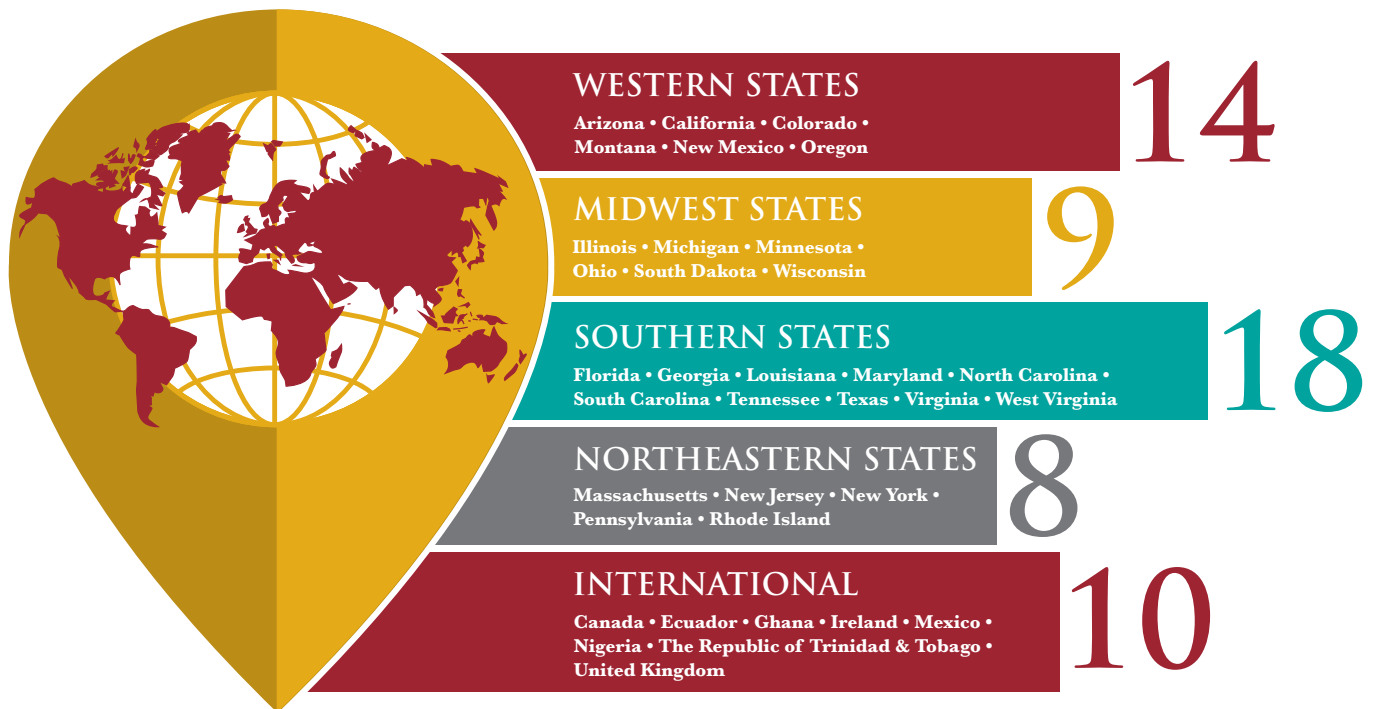 WESTERN STATES
Arizona • California • Colorado •
Montana • New Mexico • Oregon
14
MIDWEST STATES
Illinois • Michigan • Minnesota •
Ohio • South Dakota • Wisconsin
9
SOUTHERN STATES
Florida • Georgia • Louisiana • Maryland • North Carolina •
South Carolina • Tennessee • Texas • Virginia • West Virginia
18
NORTHEASTERN STATES
Massachusetts • New Jersey • New York •
Pennsylvania • Rhode Island
8
INTERNATIONAL
Canada • Ecuador • Ghana • Ireland • Mexico •
Nigeria • The Republic of Trinidad & Tobago •
United Kingdom
10